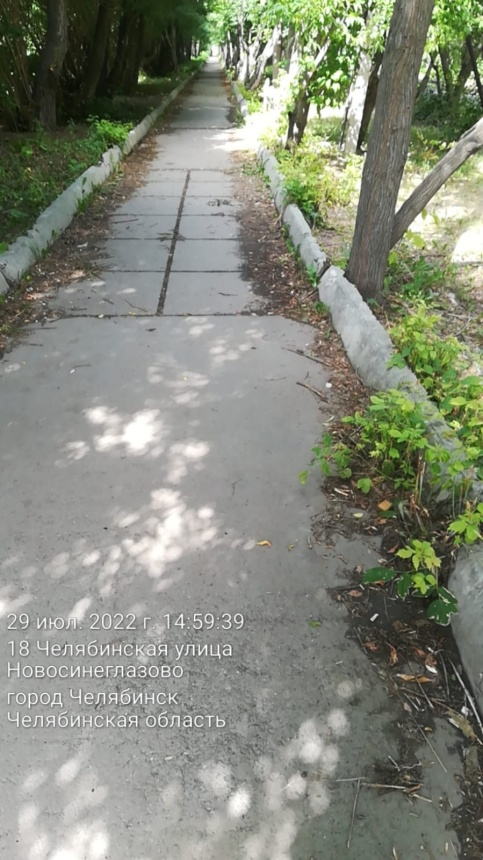 29 июл. 2022 г. 14:59:39
18 Челябинская улица
Новосинеглазово
город Челябинск
Челябинская область